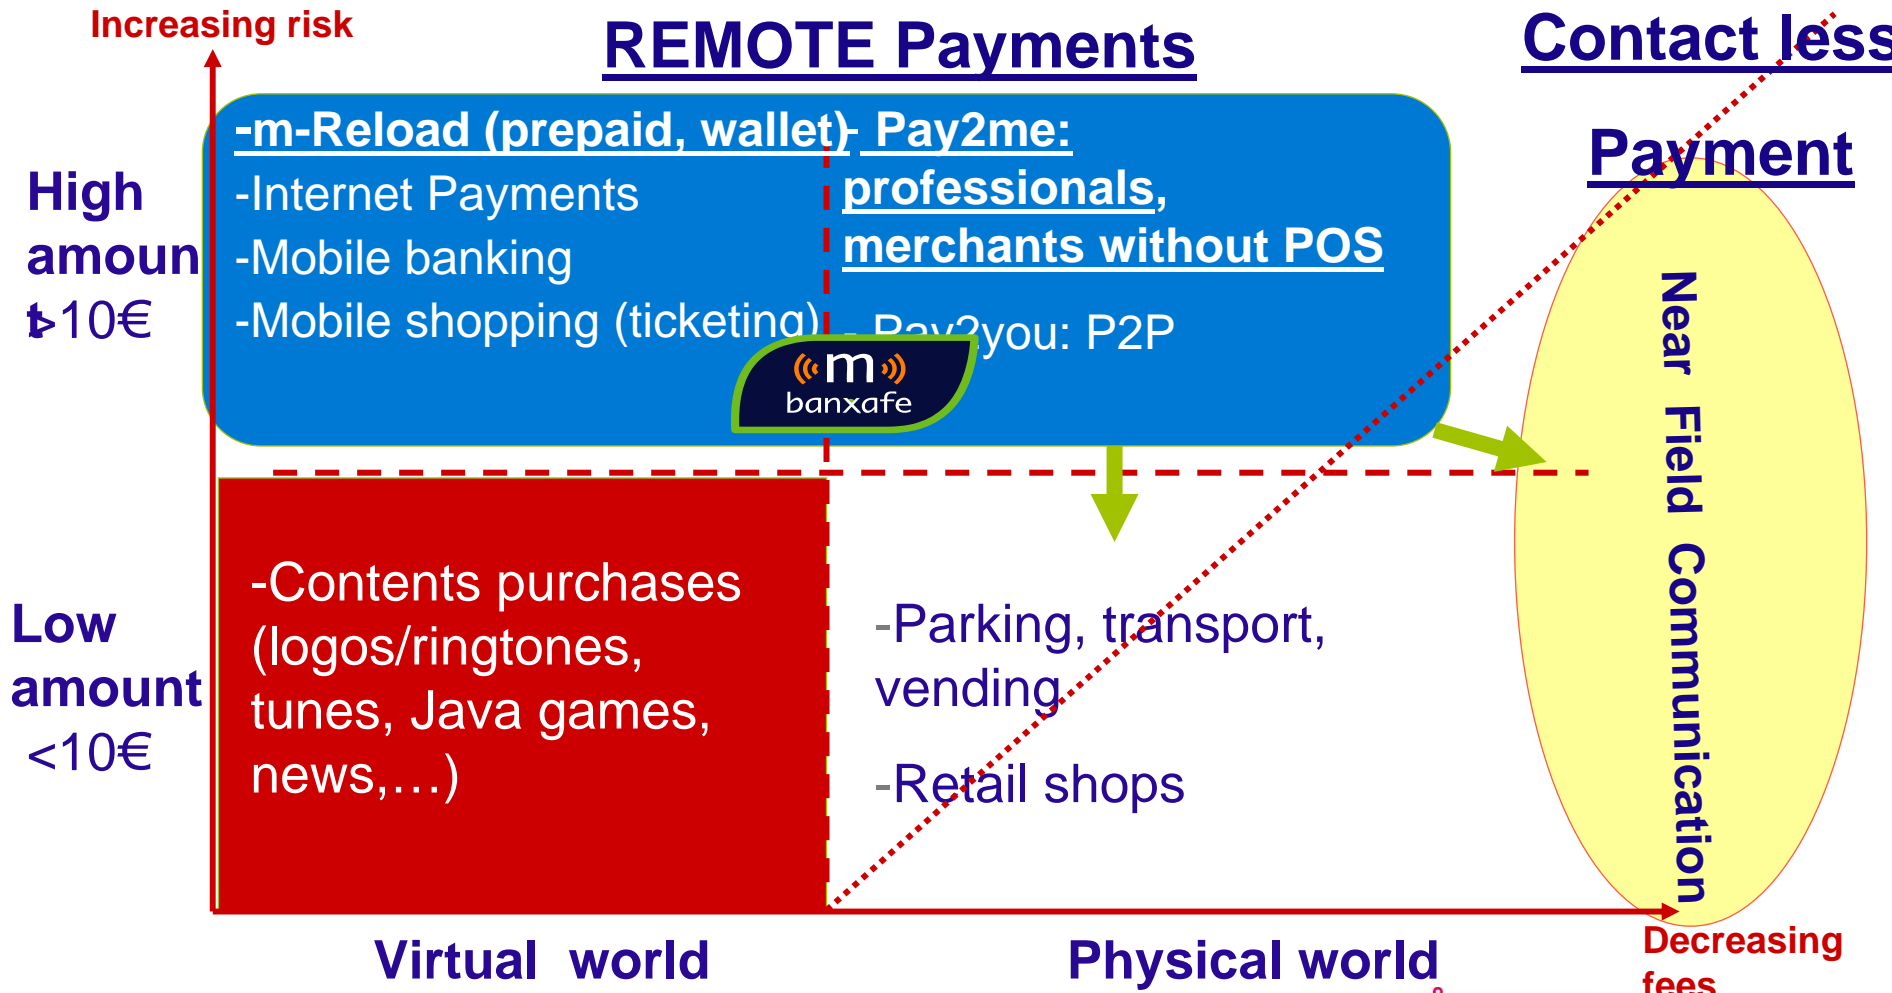 Increasing risk
REMOTE Payments
Contact less
Payment
High
amoun
t
>10€
-m-Reload (prepaid, wallet)
-Internet Payments
-Mobile banking
-Mobile shopping (ticketing)
- Pay2me:
professionals,
merchants without POS
- Pay2you: P2P
m
banxafe
Near Field Communication
Low
amount
<10€
-Contents purchases
(logos/ringtones,
tunes, Java games,
news,…)
-Parking, transport,
vending
-Retail shops
Virtual world
Physical world
Decreasing
fees